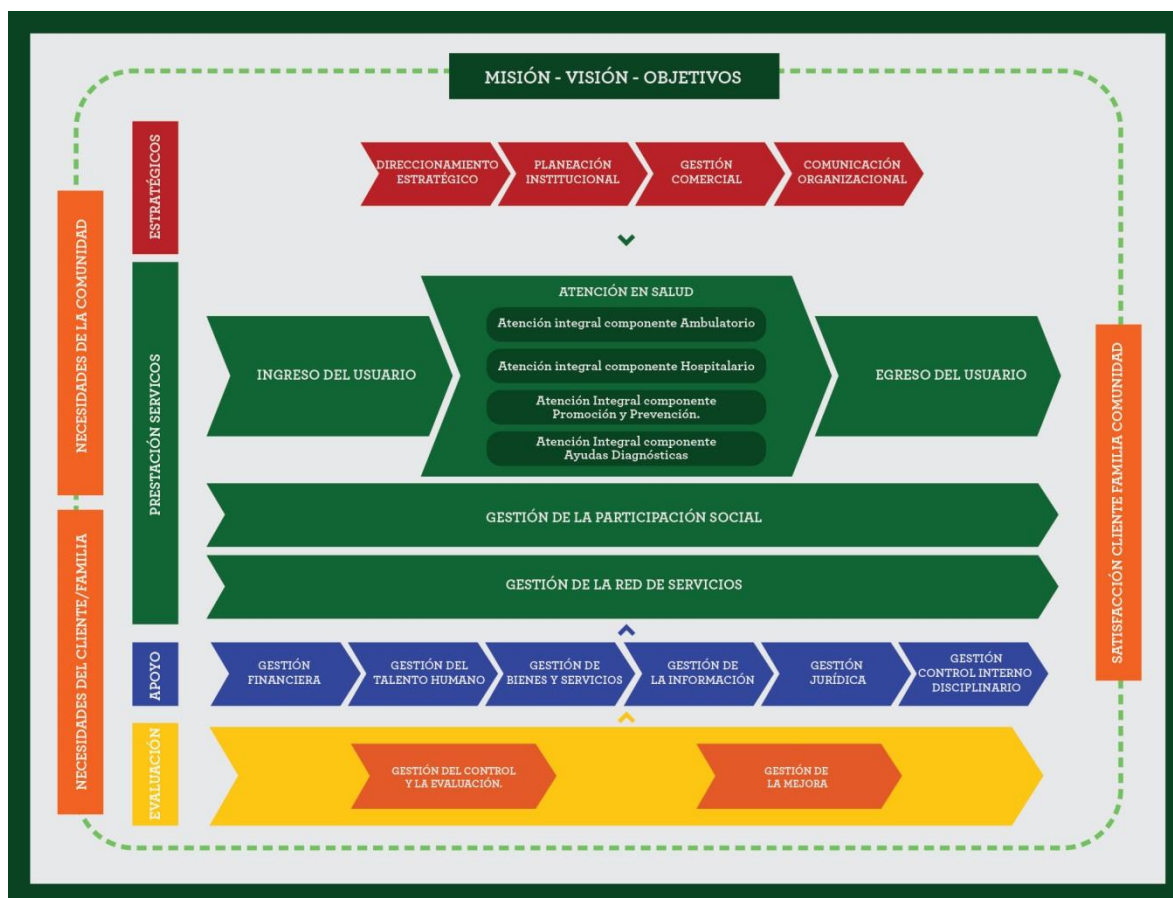 MISIÓN - VISIÓN - OBJETIVOS
NECESIDADES DE LA COMUNIDAD
NECESIDADES DEL CLIENTE/FAMILIA
ESTRATÉGICOS
DIRECCIONAMIENTO
ESTRATÉGICO
PLANEACIÓN
INSTITUCIONAL
GESTIÓN
COMERCIAL
COMUNICACIÓN
ORGANIZACIONAL
PRESTACIÓN SERVICOS
INGRESO DEL USUARIO
ATENCIÓN EN SALUD
Atención integral componente Ambulatorio
Atención integral componente Hospitalario
Atención Integral componente
Promoción y Prevención.
Atención Integral componente
Ayudas Diagnósticas
EGRESO DEL USUARIO
GESTIÓN DE LA PARTICIPACIÓN SOCIAL
GESTIÓN DE LA RED DE SERVICIOS
APOYO
GESTIÓN
FINANCIERA
GESTIÓN DEL
TALENTO HUMANO
GESTIÓN DE
BIENES Y SERVICIOS
GESTIÓN DE
LA INFORMACIÓN
GESTIÓN
JURÍDICA
GESTIÓN
CONTROL INTERNO
DISCIPLINARIO
EVALUACIÓN
GESTIÓN DEL CONTROL
Y LA EVALUACIÓN.
GESTIÓN DE
LA MEJORA
SATISFACCIÓN CLIENTE FAMILIA COMUNIDAD